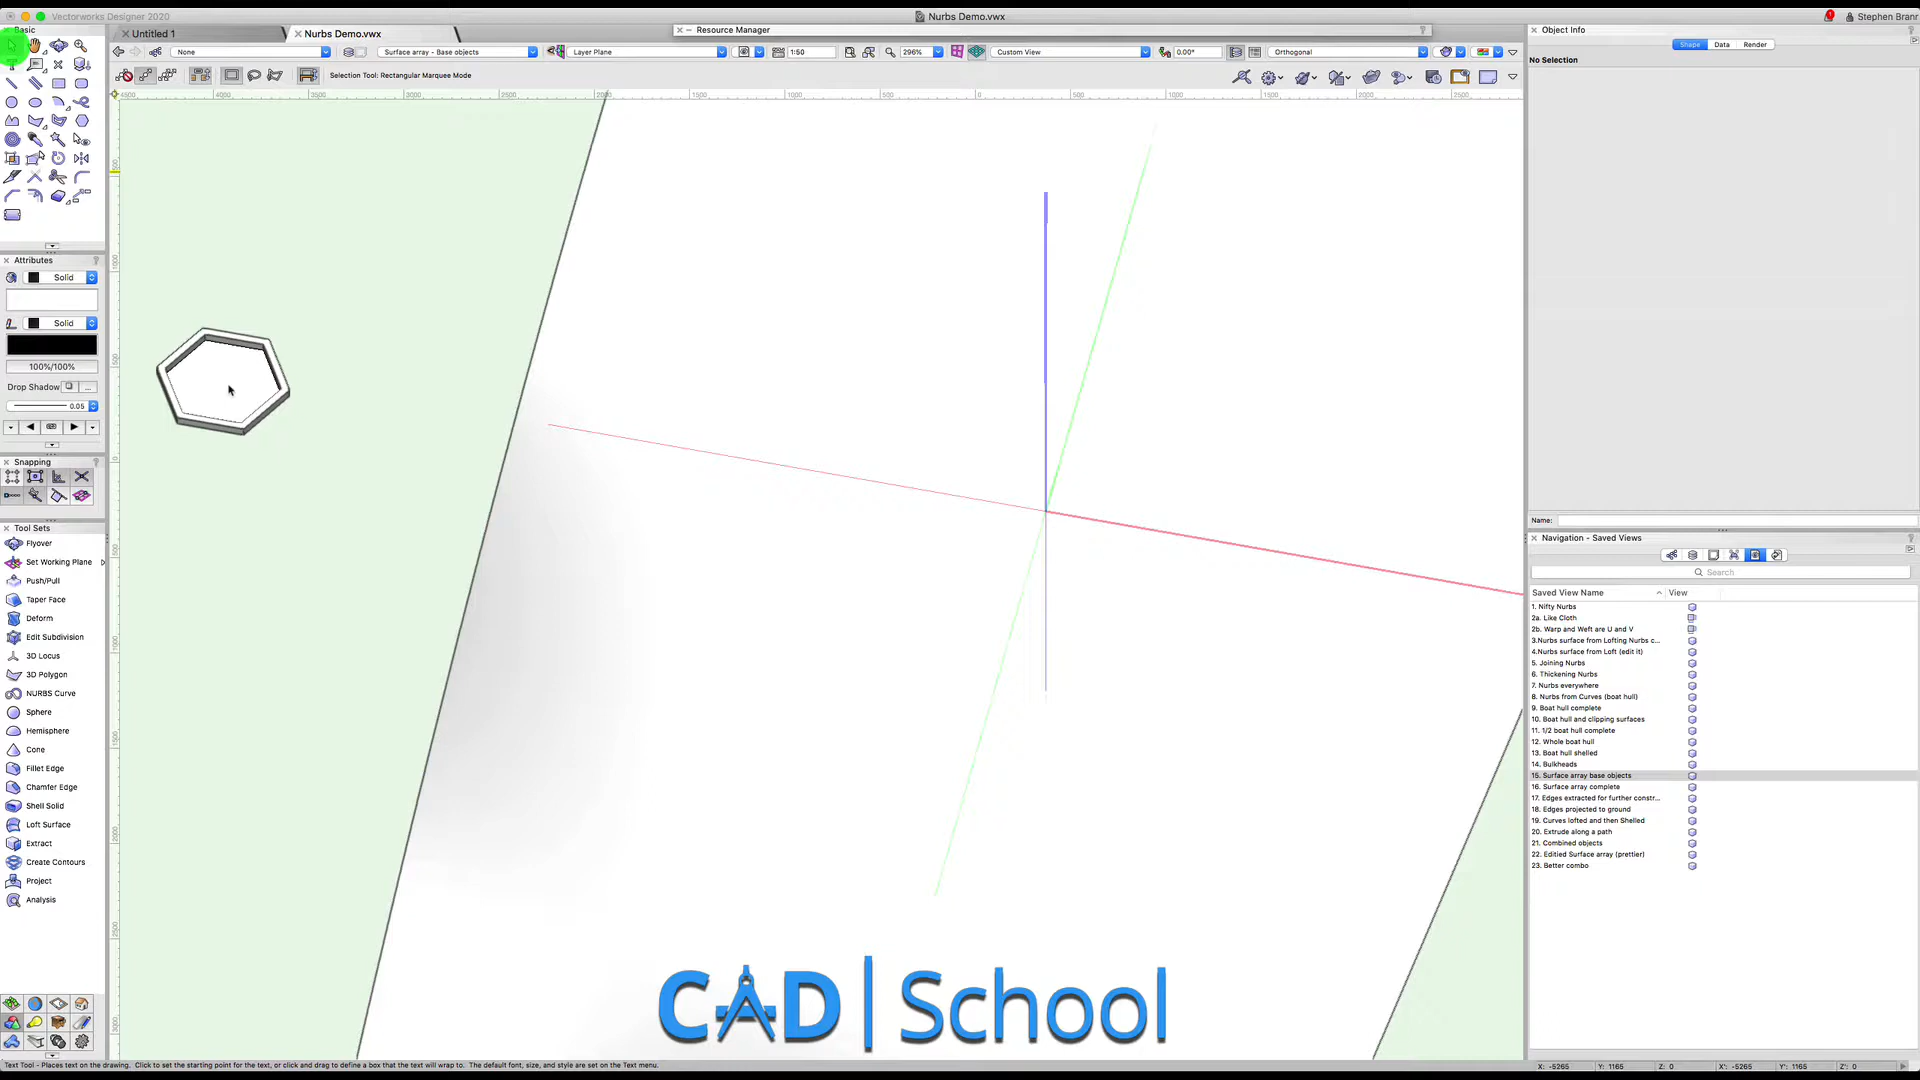 Vectorworks Designer 2020
Nurbs Demo.vwx
Stephen Brann
Basic
Untitled 1
Nurbs Demo.vwx
Resource Manager
Object Info
None
Surface array - Base objects
Layer Plane
1:50
296%
Custom View
0.00°
Orthogonal
Shape
Data
Render
Selection Tool: Rectangular Marquee Mode
No Selection
Attributes
Solid
Solid
100%/100%
Drop Shadow
...
0.05
Snapping
Tool Sets
Flyover
Set Working Plane
Push/Pull
Taper Face
Deform
Edit Subdivision
3D Locus
3D Polygon
NURBS Curve
Sphere
Hemisphere
Cone
Fillet Edge
Chamfer Edge
Shell Solid
Loft Surface
Extract
Create Contours
Project
Analysis
Name:
Navigation - Saved Views
Search
Saved View Name
View
1. Nifty Nurbs
2a. Like Cloth
2b. Warp and Weft are U and V
3.Nurbs surface from Lofting Nurbs c...
4.Nurbs surface from Loft (edit it)
5. Joining Nurbs
6. Thickening Nurbs
7. Nurbs everywhere
8. Nurbs from Curves (boat hull)
9. Boat hull complete
10. Boat hull and clipping surfaces
11. 1/2 boat hull complete
12. Whole boat hull
13. Boat hull shelled
14. Bulkheads
15. Surface array base objects
16. Surface array complete
17. Edges extracted for further constr...
18. Edges projected to ground
19. Curves lofted and then Shelled
20. Extrude along a path
21. Combined objects
22. Editied Surface array (prettier)
23. Better combo
CAD|School
Text Tool - Places text on the drawing. Click to set the starting point for the text, or click and drag to define a box that the text will wrap to. The default font, size, and style are set on the Text menu.
X: -5265
Y: 1165
Z: 0
X': -5265
Y': 1165
Z': 0